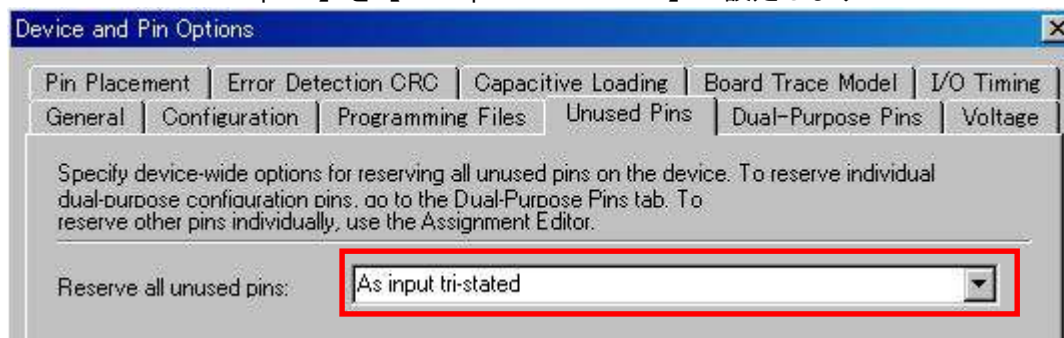 Device and Pin Options
Pin Placement Error Detection CRC Capacitive Loading Board Trace Model I/O Timing
General Configuration Programming Files Unused Pins Dual-Purpose Pins Voltage
Specify device-wide options for reserving all unused pins on the device. To reserve individual
dual-purpose configuration pins, go to the Dual-Purpose Pins tab. To
reserve other pins individually, use the Assignment Editor.
Reserve all unused pins: As input tri-stated